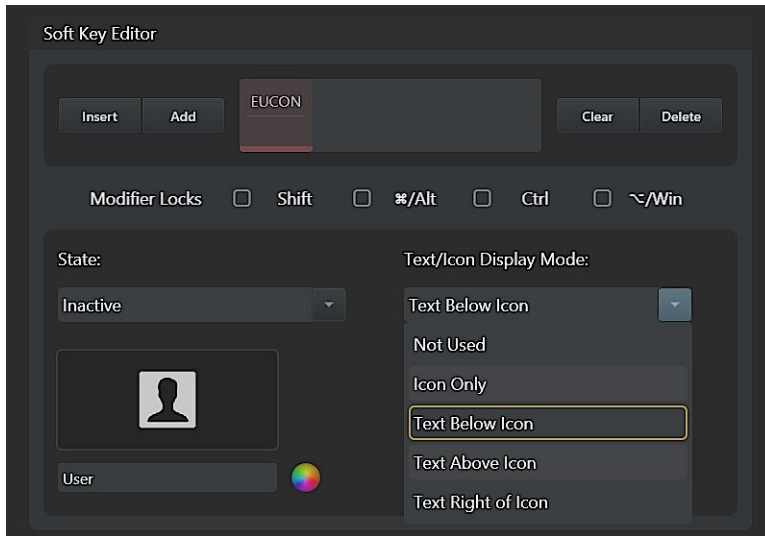 Soft Key Editor
Insert Add EUCON Clear Delete
Modifier Locks Shift ⌘/Alt Ctrl ⌥/Win
State: Text/Icon Display Mode:
Inactive Text Below Icon
Not Used
Icon Only
Text Below Icon
Text Above Icon
User
Text Right of Icon